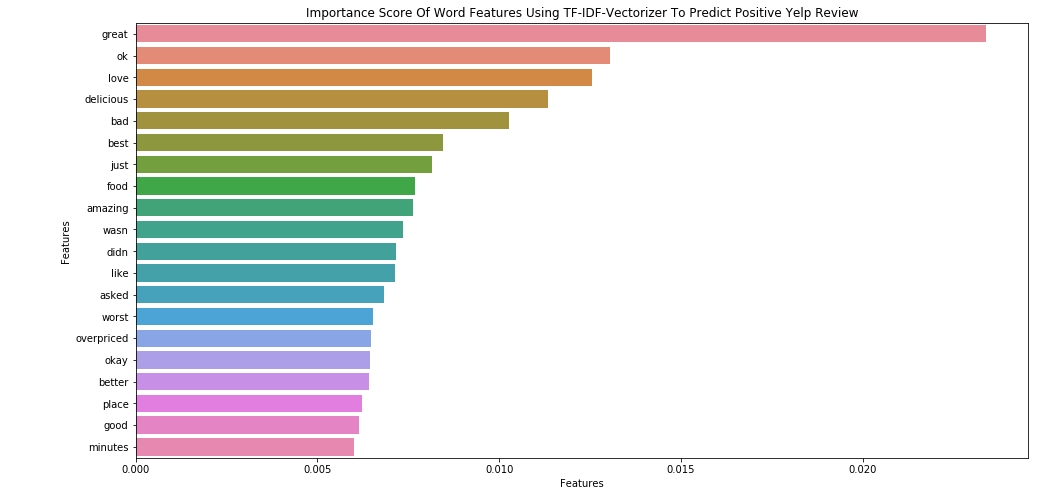 Importance Score Of Word Features Using TF-IDF-Vectorizer To Predict Positive Yelp Review
great
ok
love
delicious
bad
best
just
food
amazing
wasn
didn
like
asked
worst
overpriced
okay
better
place
good
minutes
Features
0.000 0.005 0.010 0.015 0.020
Features